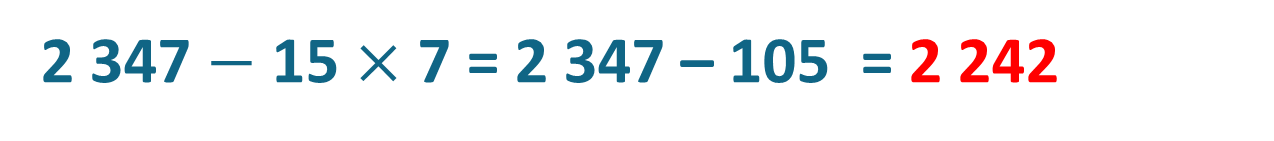 2 347 − 15 × 7 = 2 347 – 105 = 2 242